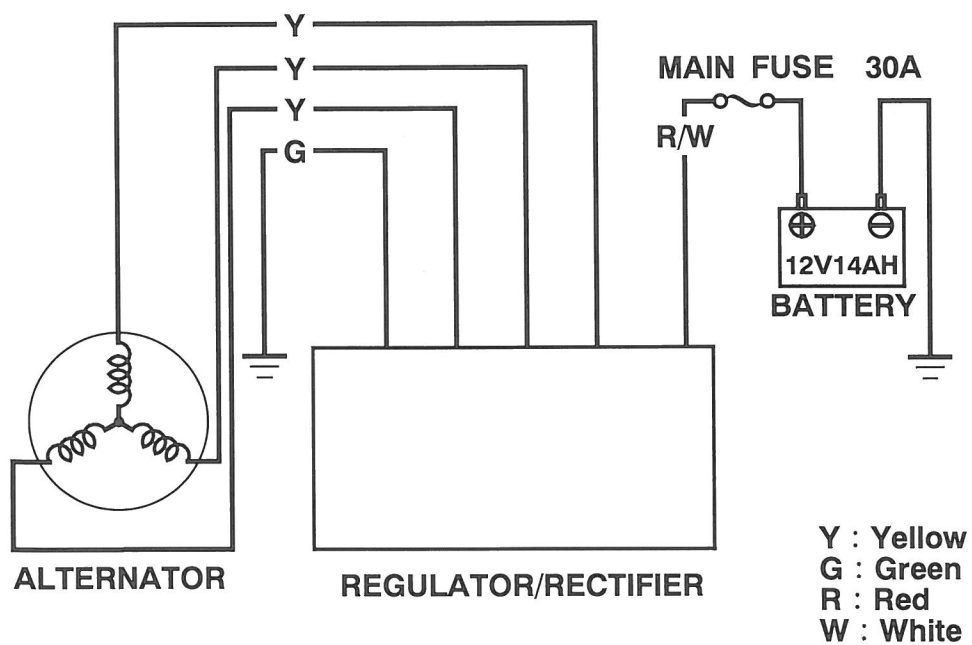 Y
Y
Y
G
MAIN FUSE 30A
R/W
12V14AH
BATTERY
ALTERNATOR
REGULATOR/RECTIFIER
Y : Yellow
G : Green
R : Red
W : White